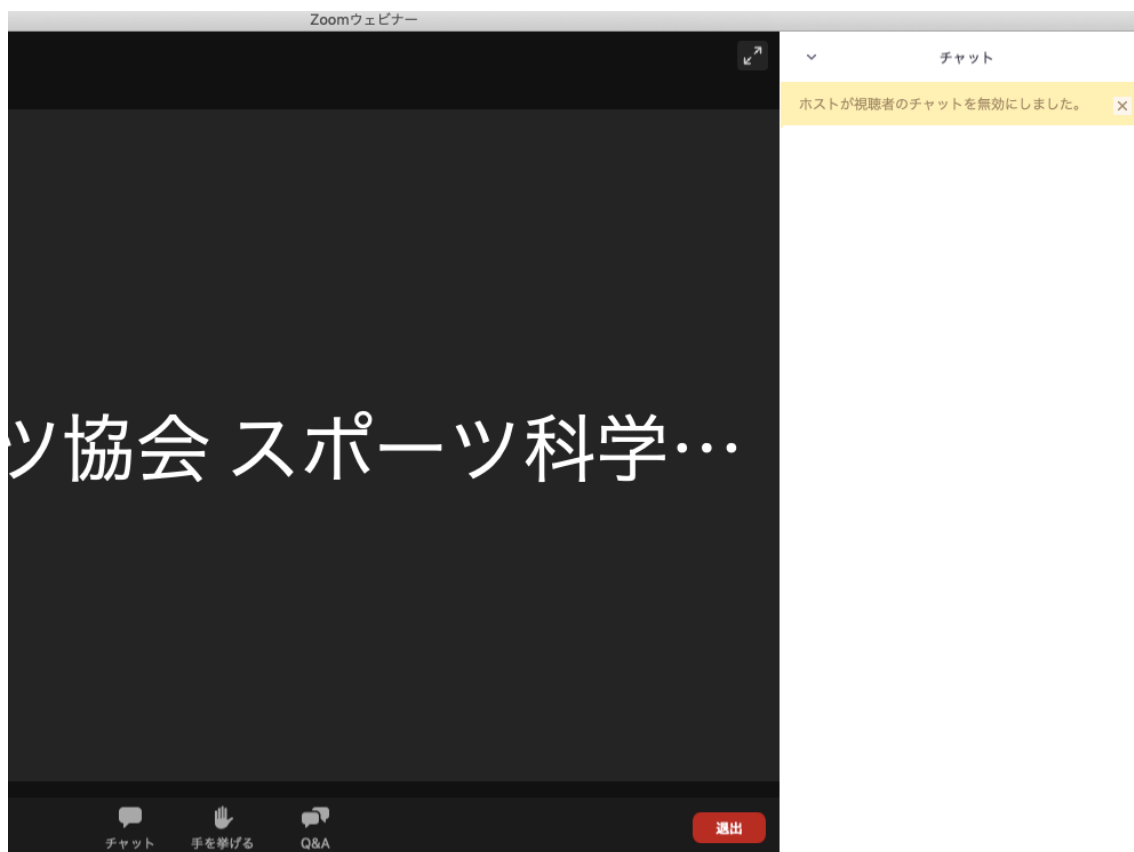 Zoomウェビナー
チャット
ホストが視聴者のチャットを無効にしました。
ツ協会 スポーツ科学…
チャット
手を挙げる
Q&A
退出